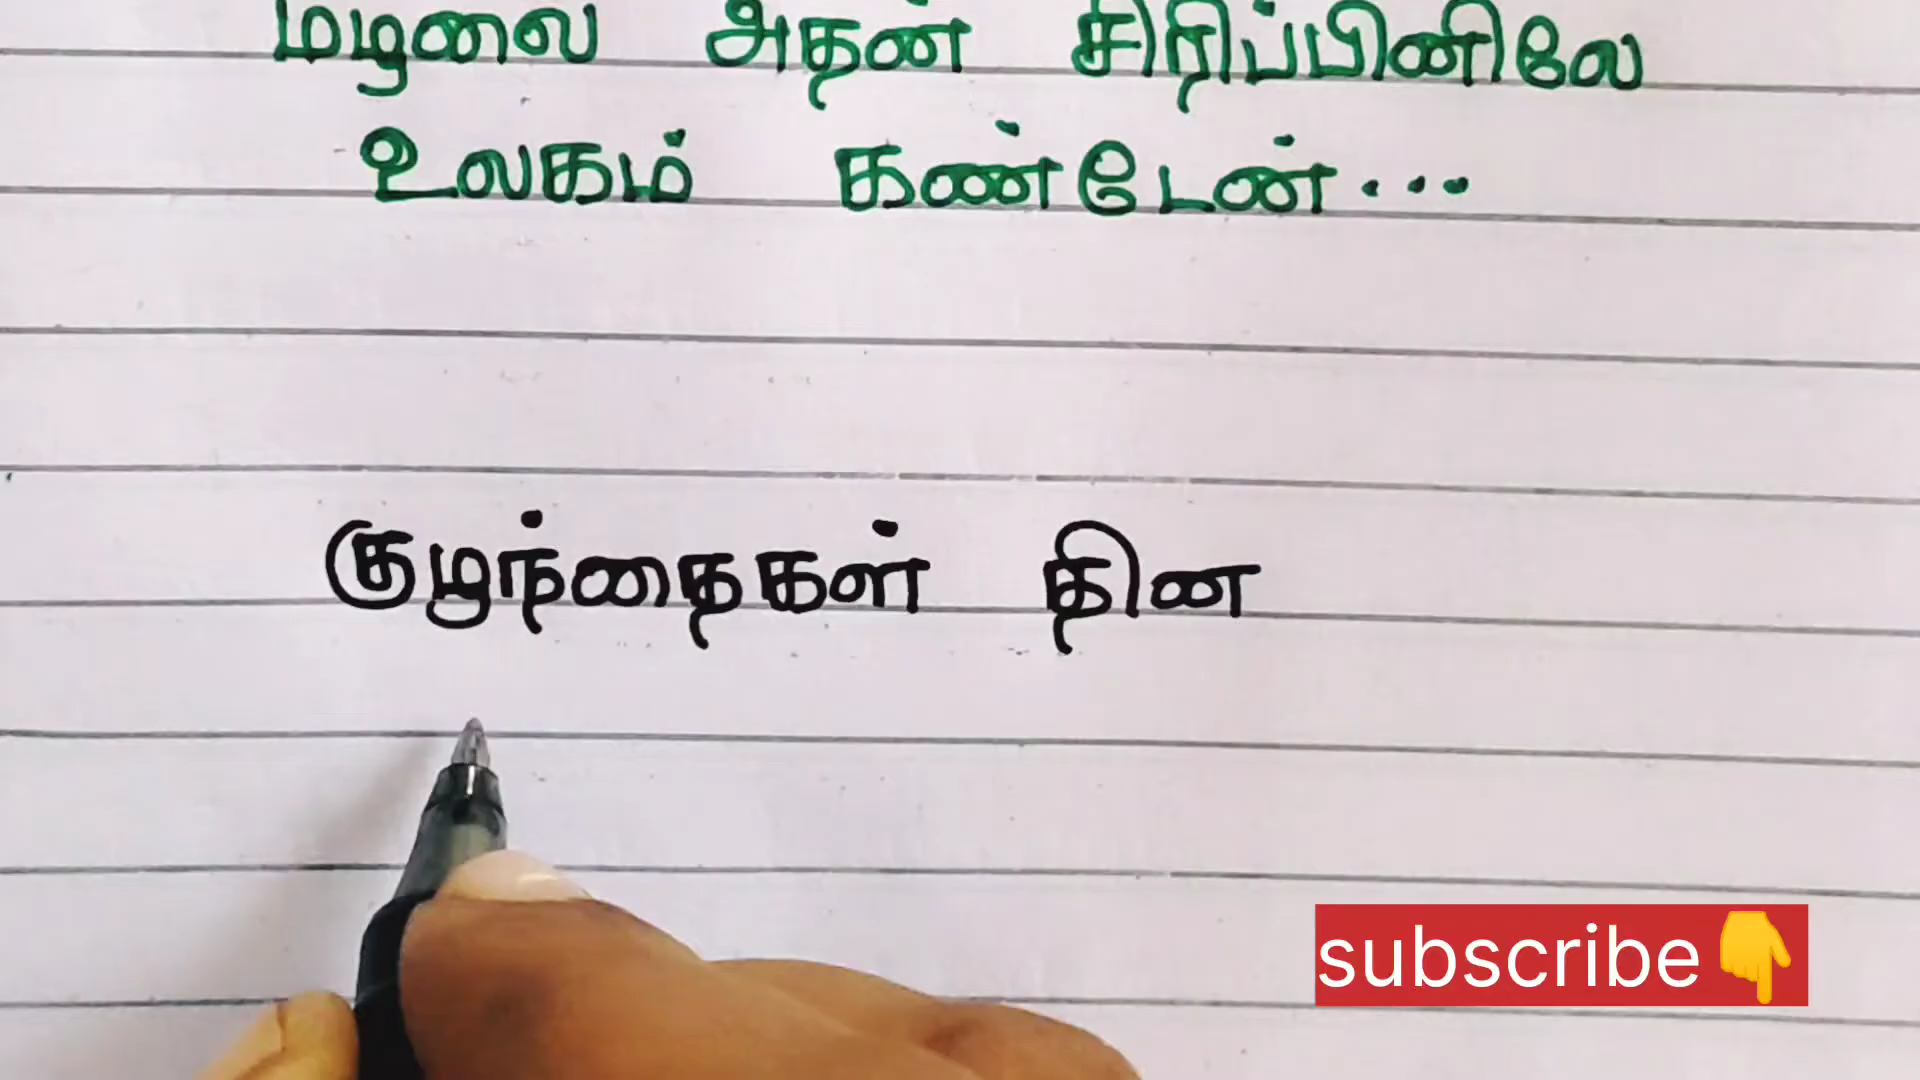 மழலை அதன் சிரிப்பினிலே
உலகம் கண்டேன்...
குழந்தைகள் தின
subscribe👇